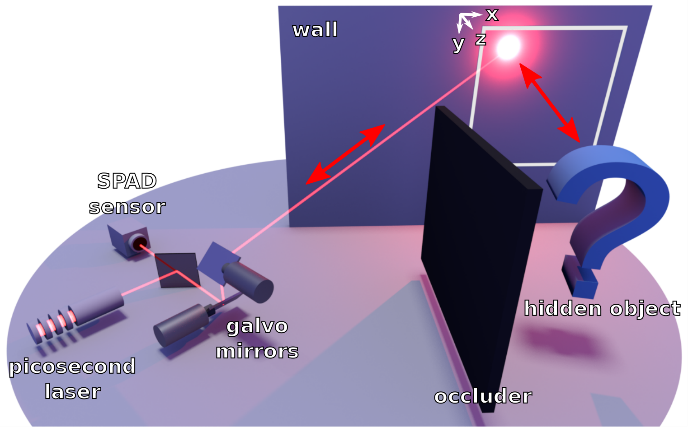 wall
x
y
z
SPAD
sensor
picosecond
laser
galvo
mirrors
hidden object
occluder